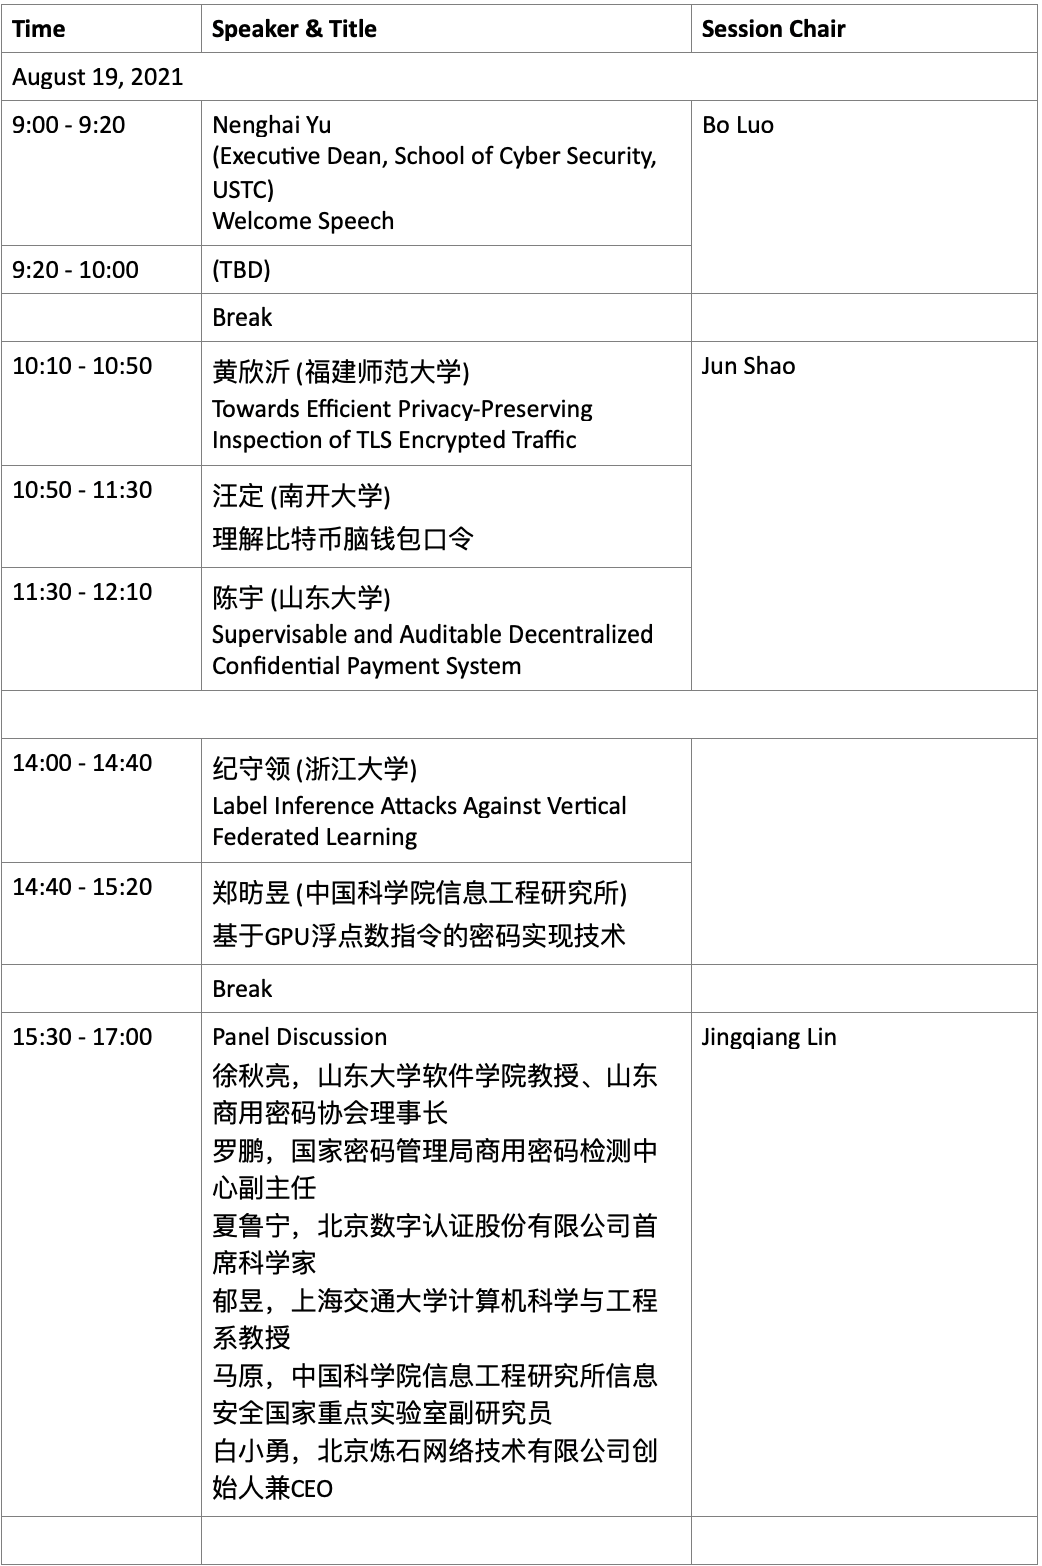 Time
Speaker & Title
Session Chair
August 19, 2021
9:00 - 9:20
Nenghai Yu
(Executive Dean, School of Cyber Security,
USTC)
Welcome Speech
Bo Luo
9:20 - 10:00
(TBD)
Break
10:10 - 10:50
黄欣沂 (福建师范大学)
Towards Efficient Privacy-Preserving
Inspection of TLS Encrypted Traffic
Jun Shao
10:50 - 11:30
汪定 (南开大学)
理解比特币脑钱包口令
11:30 - 12:10
陈宇 (山东大学)
Supervisable and Auditable Decentralized
Confidential Payment System
14:00 - 14:40
纪守领 (浙江大学)
Label Inference Attacks Against Vertical
Federated Learning
14:40 - 15:20
郑昉昱 (中国科学院信息工程研究所)
基于GPU浮点数指令的密码实现技术
Break
15:30 - 17:00
Panel Discussion
徐秋亮，山东大学软件学院教授、山东
商用密码协会理事长
罗鹏，国家密码管理局商用密码检测中
心副主任
夏鲁宁，北京数字认证股份有限公司首
席科学家
郁昱，上海交通大学计算机科学与工程
系教授
马原，中国科学院信息工程研究所信息
安全国家重点实验室副研究员
白小勇，北京炼石网络技术有限公司创
始人兼CEO
Jingqiang Lin